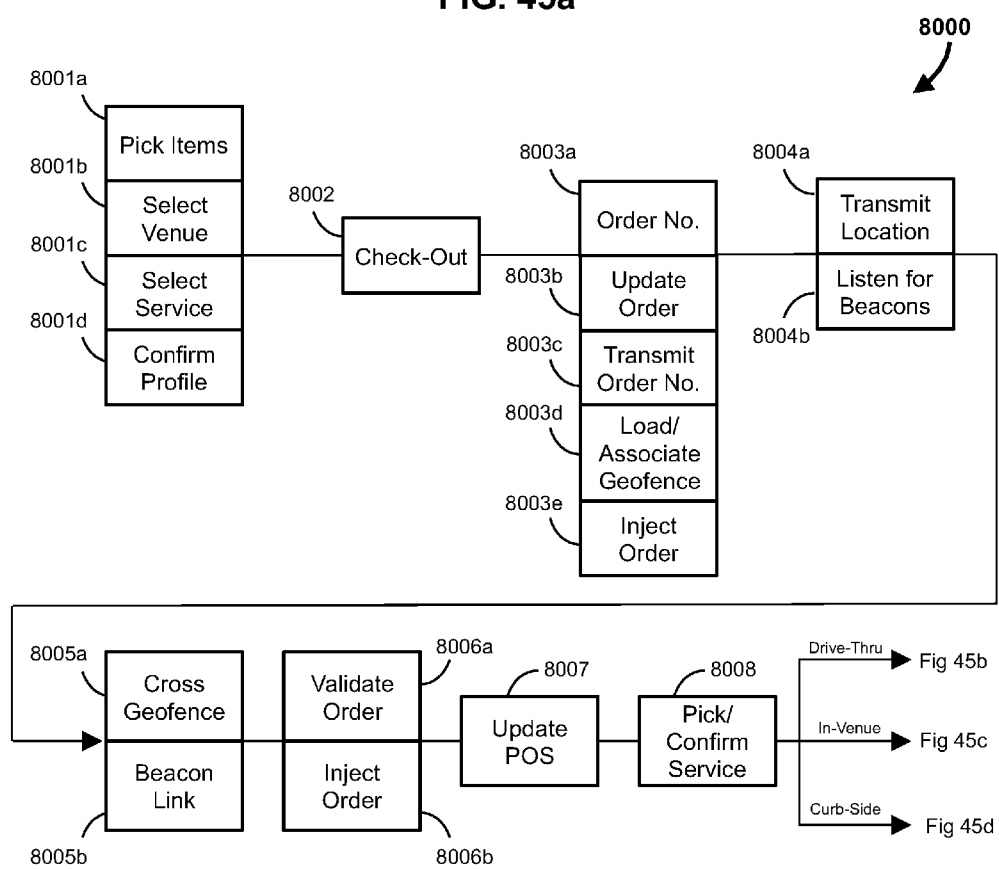 FIG. 45a
8000
8001a
Pick Items
8001b
Select
Venue
8001c
Select
Service
8001d
Confirm
Profile
8002
Check-Out
8003a
Order No.
8003b
Update
Order
8003c
Transmit
Order No.
8003d
Load/
Associate
Geofence
8003e
Inject
Order
8004a
Transmit
Location
Listen for
Beacons
8004b
8005a
Cross
Geofence
Beacon
Link
8005b
8006a
Validate
Order
Inject
Order
8006b
8007
Update
POS
8008
Pick/
Confirm
Service
Drive-Thru
Fig 45b
In-Venue
Fig 45c
Curb-Side
Fig 45d